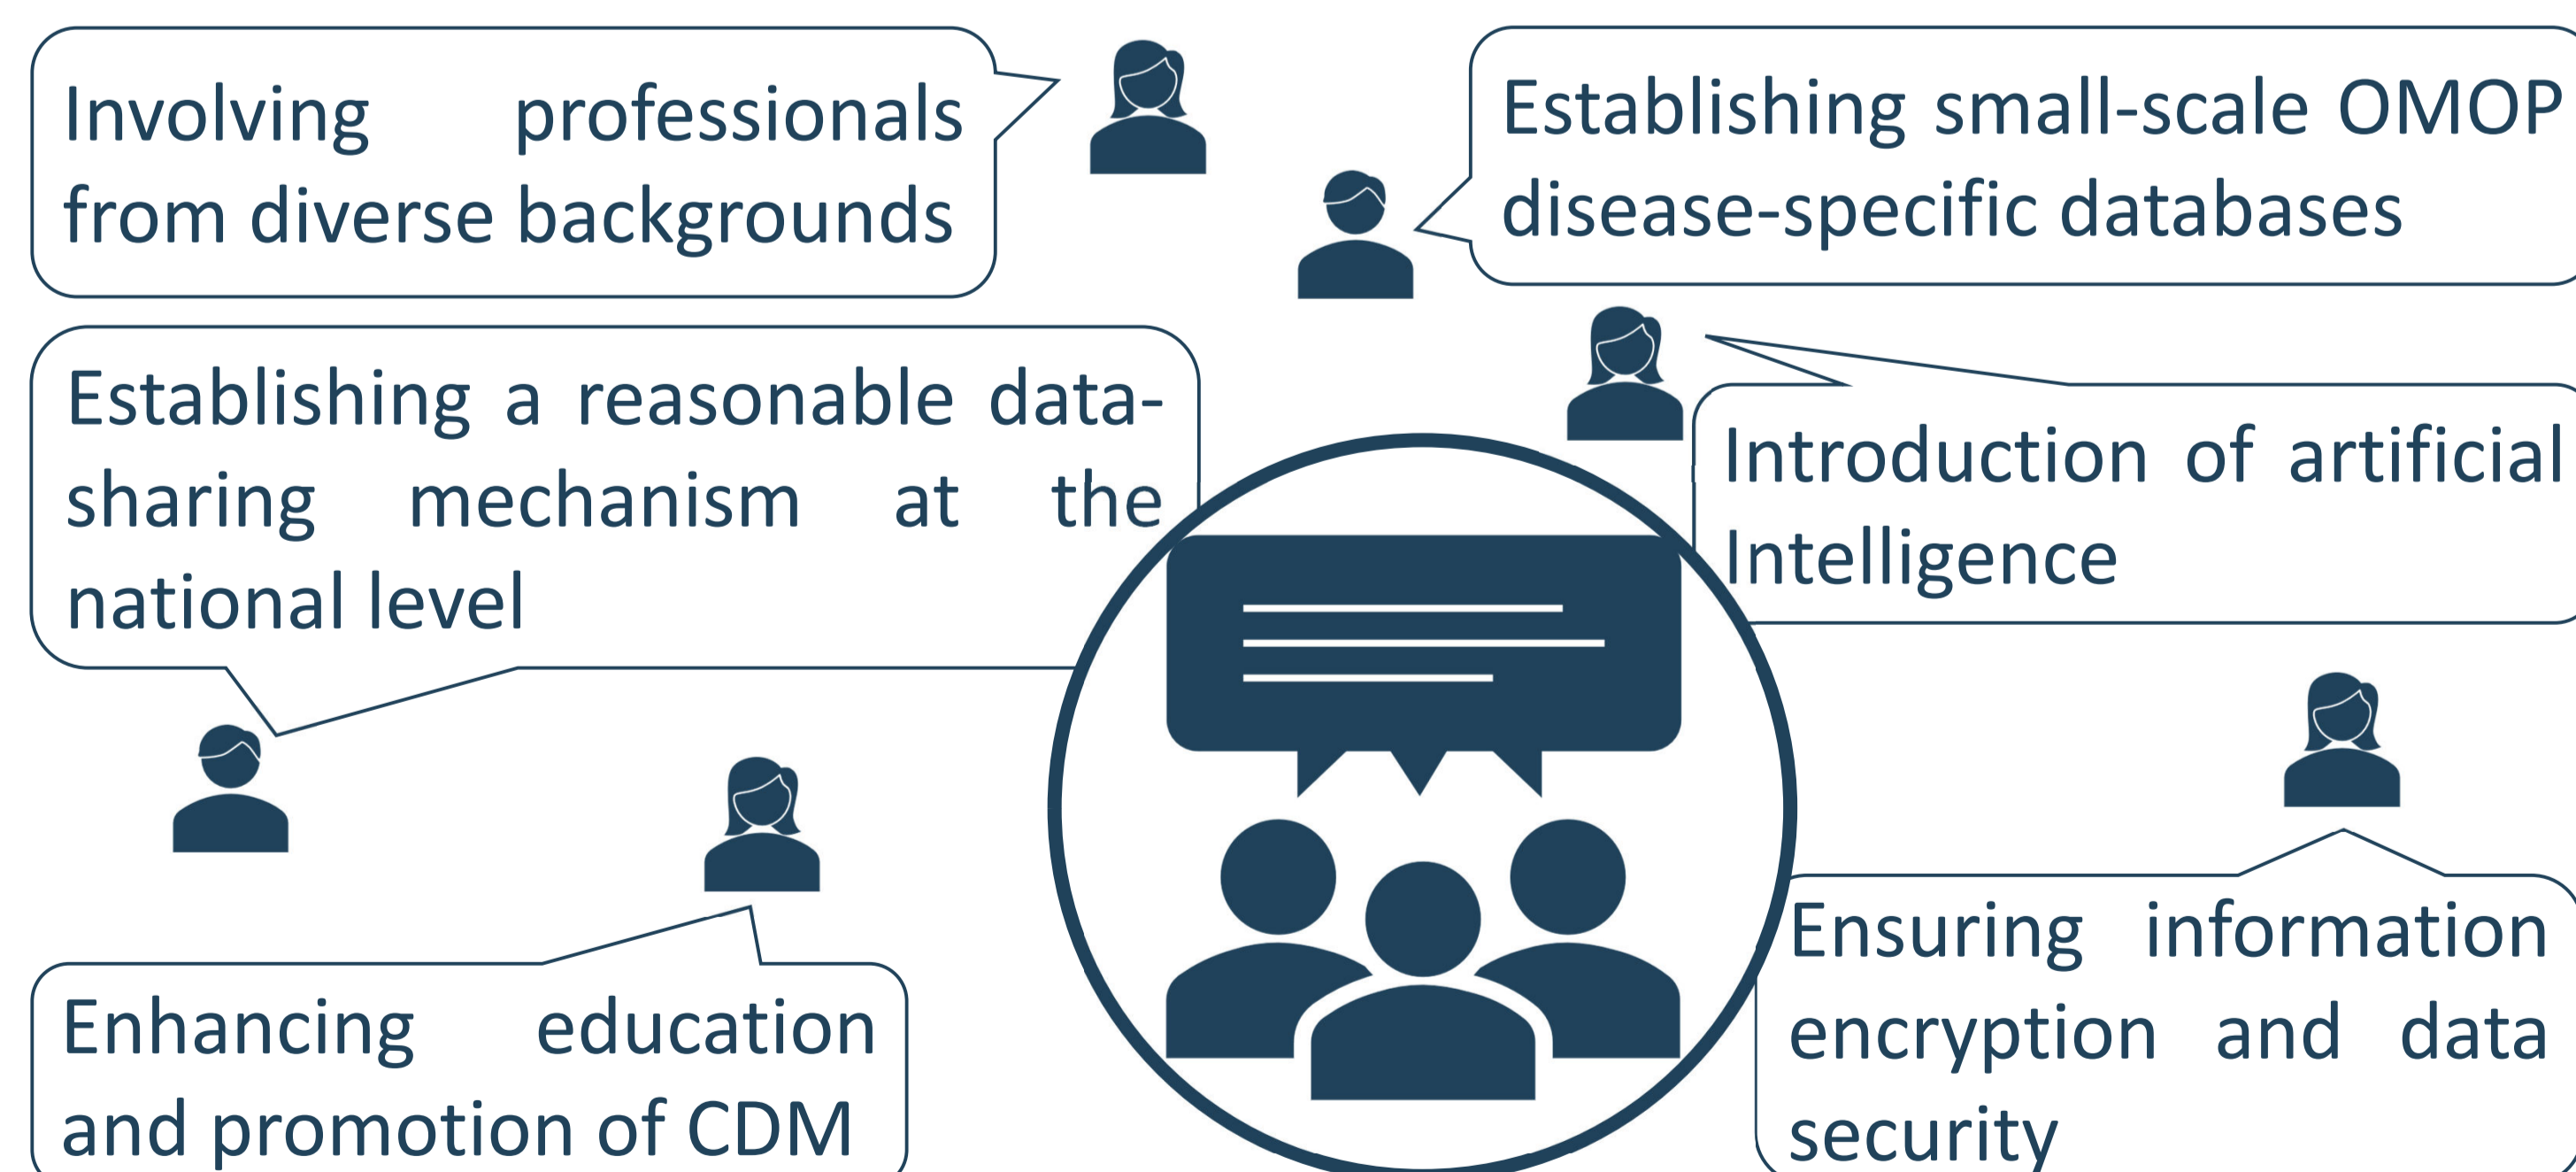 Involving professionals
from diverse backgrounds
Establishing small-scale OMOP
disease-specific databases
Establishing a reasonable data-
sharing mechanism at the
national level
Introduction of artificial
Intelligence
Enhancing education
and promotion of CDM
Ensuring information
encryption and data
security